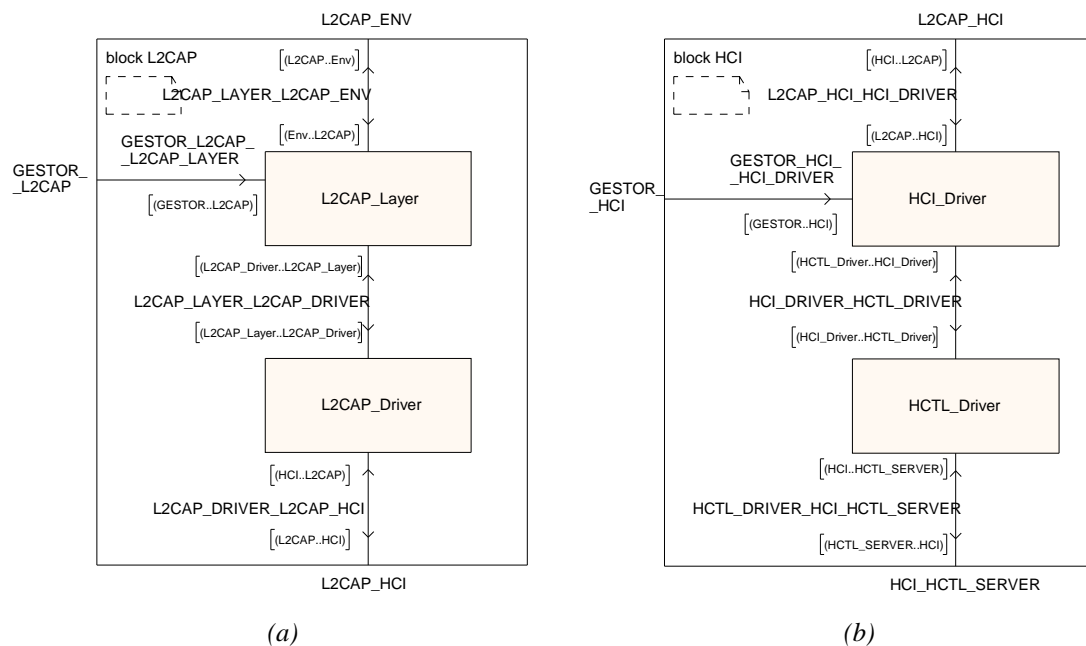 L2CAP_ENV
block L2CAP
[(L2CAP..Env)]
L2CAP_LAYER_L2CAP_ENV
[(Env..L2CAP)]
GESTOR_L2CAP_
_L2CAP_LAYER
GESTOR_
_L2CAP
[(GESTOR..L2CAP)]
L2CAP_Layer
[(L2CAP_Driver..L2CAP_Layer)]
L2CAP_LAYER_L2CAP_DRIVER
[(L2CAP_Layer..L2CAP_Driver)]
L2CAP_Driver
[(HCI..L2CAP)]
L2CAP_DRIVER_L2CAP_HCI
[(L2CAP..HCI)]
L2CAP_HCI
(a)
L2CAP_HCI
block HCI
[(HCI..L2CAP)]
L2CAP_HCI_HCI_DRIVER
[(L2CAP..HCI)]
GESTOR_HCI_
_HCI_DRIVER
GESTOR_
_HCI
[(GESTOR..HCI)]
HCI_Driver
[(HCTL_Driver..HCI_Driver)]
HCI_DRIVER_HCTL_DRIVER
[(HCI_Driver..HCTL_Driver)]
HCTL_Driver
[(HCI..HCTL_SERVER)]
HCTL_DRIVER_HCI_HCTL_SERVER
[(HCTL_SERVER..HCI)]
HCI_HCTL_SERVER
(b)